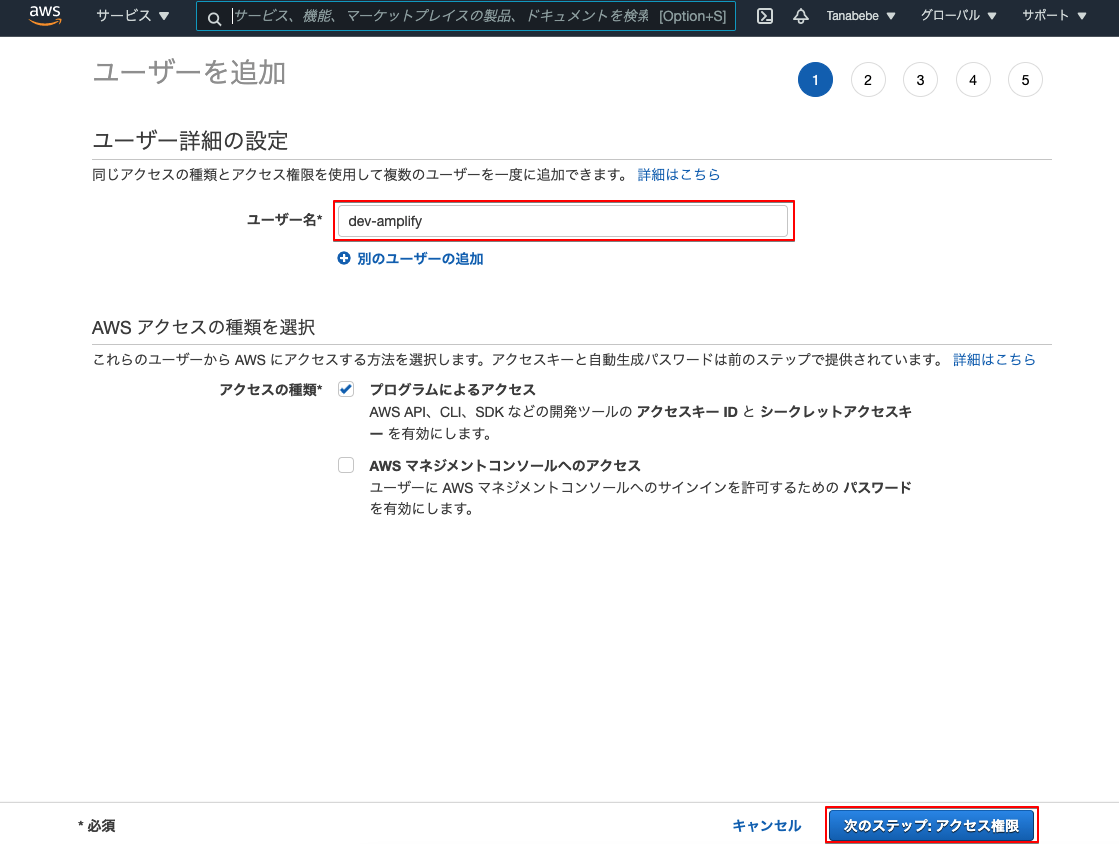 aws サービス ▼ サービス、機能、マーケットプレイスの製品、ドキュメントを検索 [Option+S] Tanabebe ▼ グローバル ▼ サポート ▼
ユーザーを追加
1 2 3 4 5
ユーザー詳細の設定
同じアクセスの種類とアクセス権限を使用して複数のユーザーを一度に追加できます。 詳細はこちら
ユーザー名* dev-amplify
別のユーザーの追加
AWS アクセスの種類を選択
これらのユーザーから AWS にアクセスする方法を選択します。アクセスキーと自動生成パスワードは前のステップで提供されています。 詳細はこちら
アクセスの種類* プログラムによるアクセス
AWS API、CLI、SDK などの開発ツールの アクセスキー ID と シークレットアクセスキ
ー を有効にします。
AWS マネジメントコンソールへのアクセス
ユーザーに AWS マネジメントコンソールへのサインインを許可するための パスワード
を有効にします。
* 必須 キャンセル 次のステップ: アクセス権限